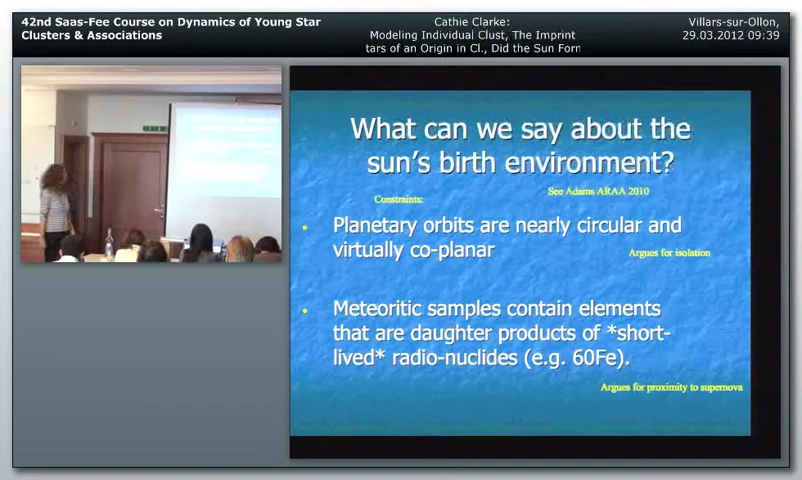 42nd Saas-Fee Course on Dynamics of Young Star
Clusters & Associations
Cathie Clarke:
Modeling Individual Clust, The Imprint
tars of an Origin in Cl., Did the Sun Forn
Villars-sur-Ollon,
29.03.2012 09:39
What can we say about the
sun's birth environment?
See Adams ARAA 2010
Constraints:
• Planetary orbits are nearly circular and
virtually co-planar
Argues for isolation
• Meteoritic samples contain elements
that are daughter products of *short-
lived* radio-nuclides (e.g. 60Fe).
Argues for proximity to supernova